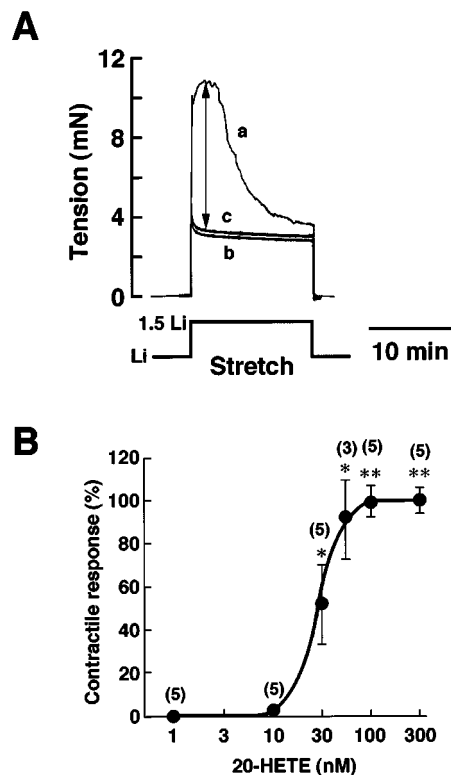 A
Tension (mN)
12
8
4
0
a
c
b
1.5 Li
Li
Stretch
10 min
B
Contractile response (%)
120
100
80
60
40
20
0
(5)
(5)
(5)
*
(3)
*
(5)
**
(5)
**
1 3 10 30 100 300
20-HETE (nM)